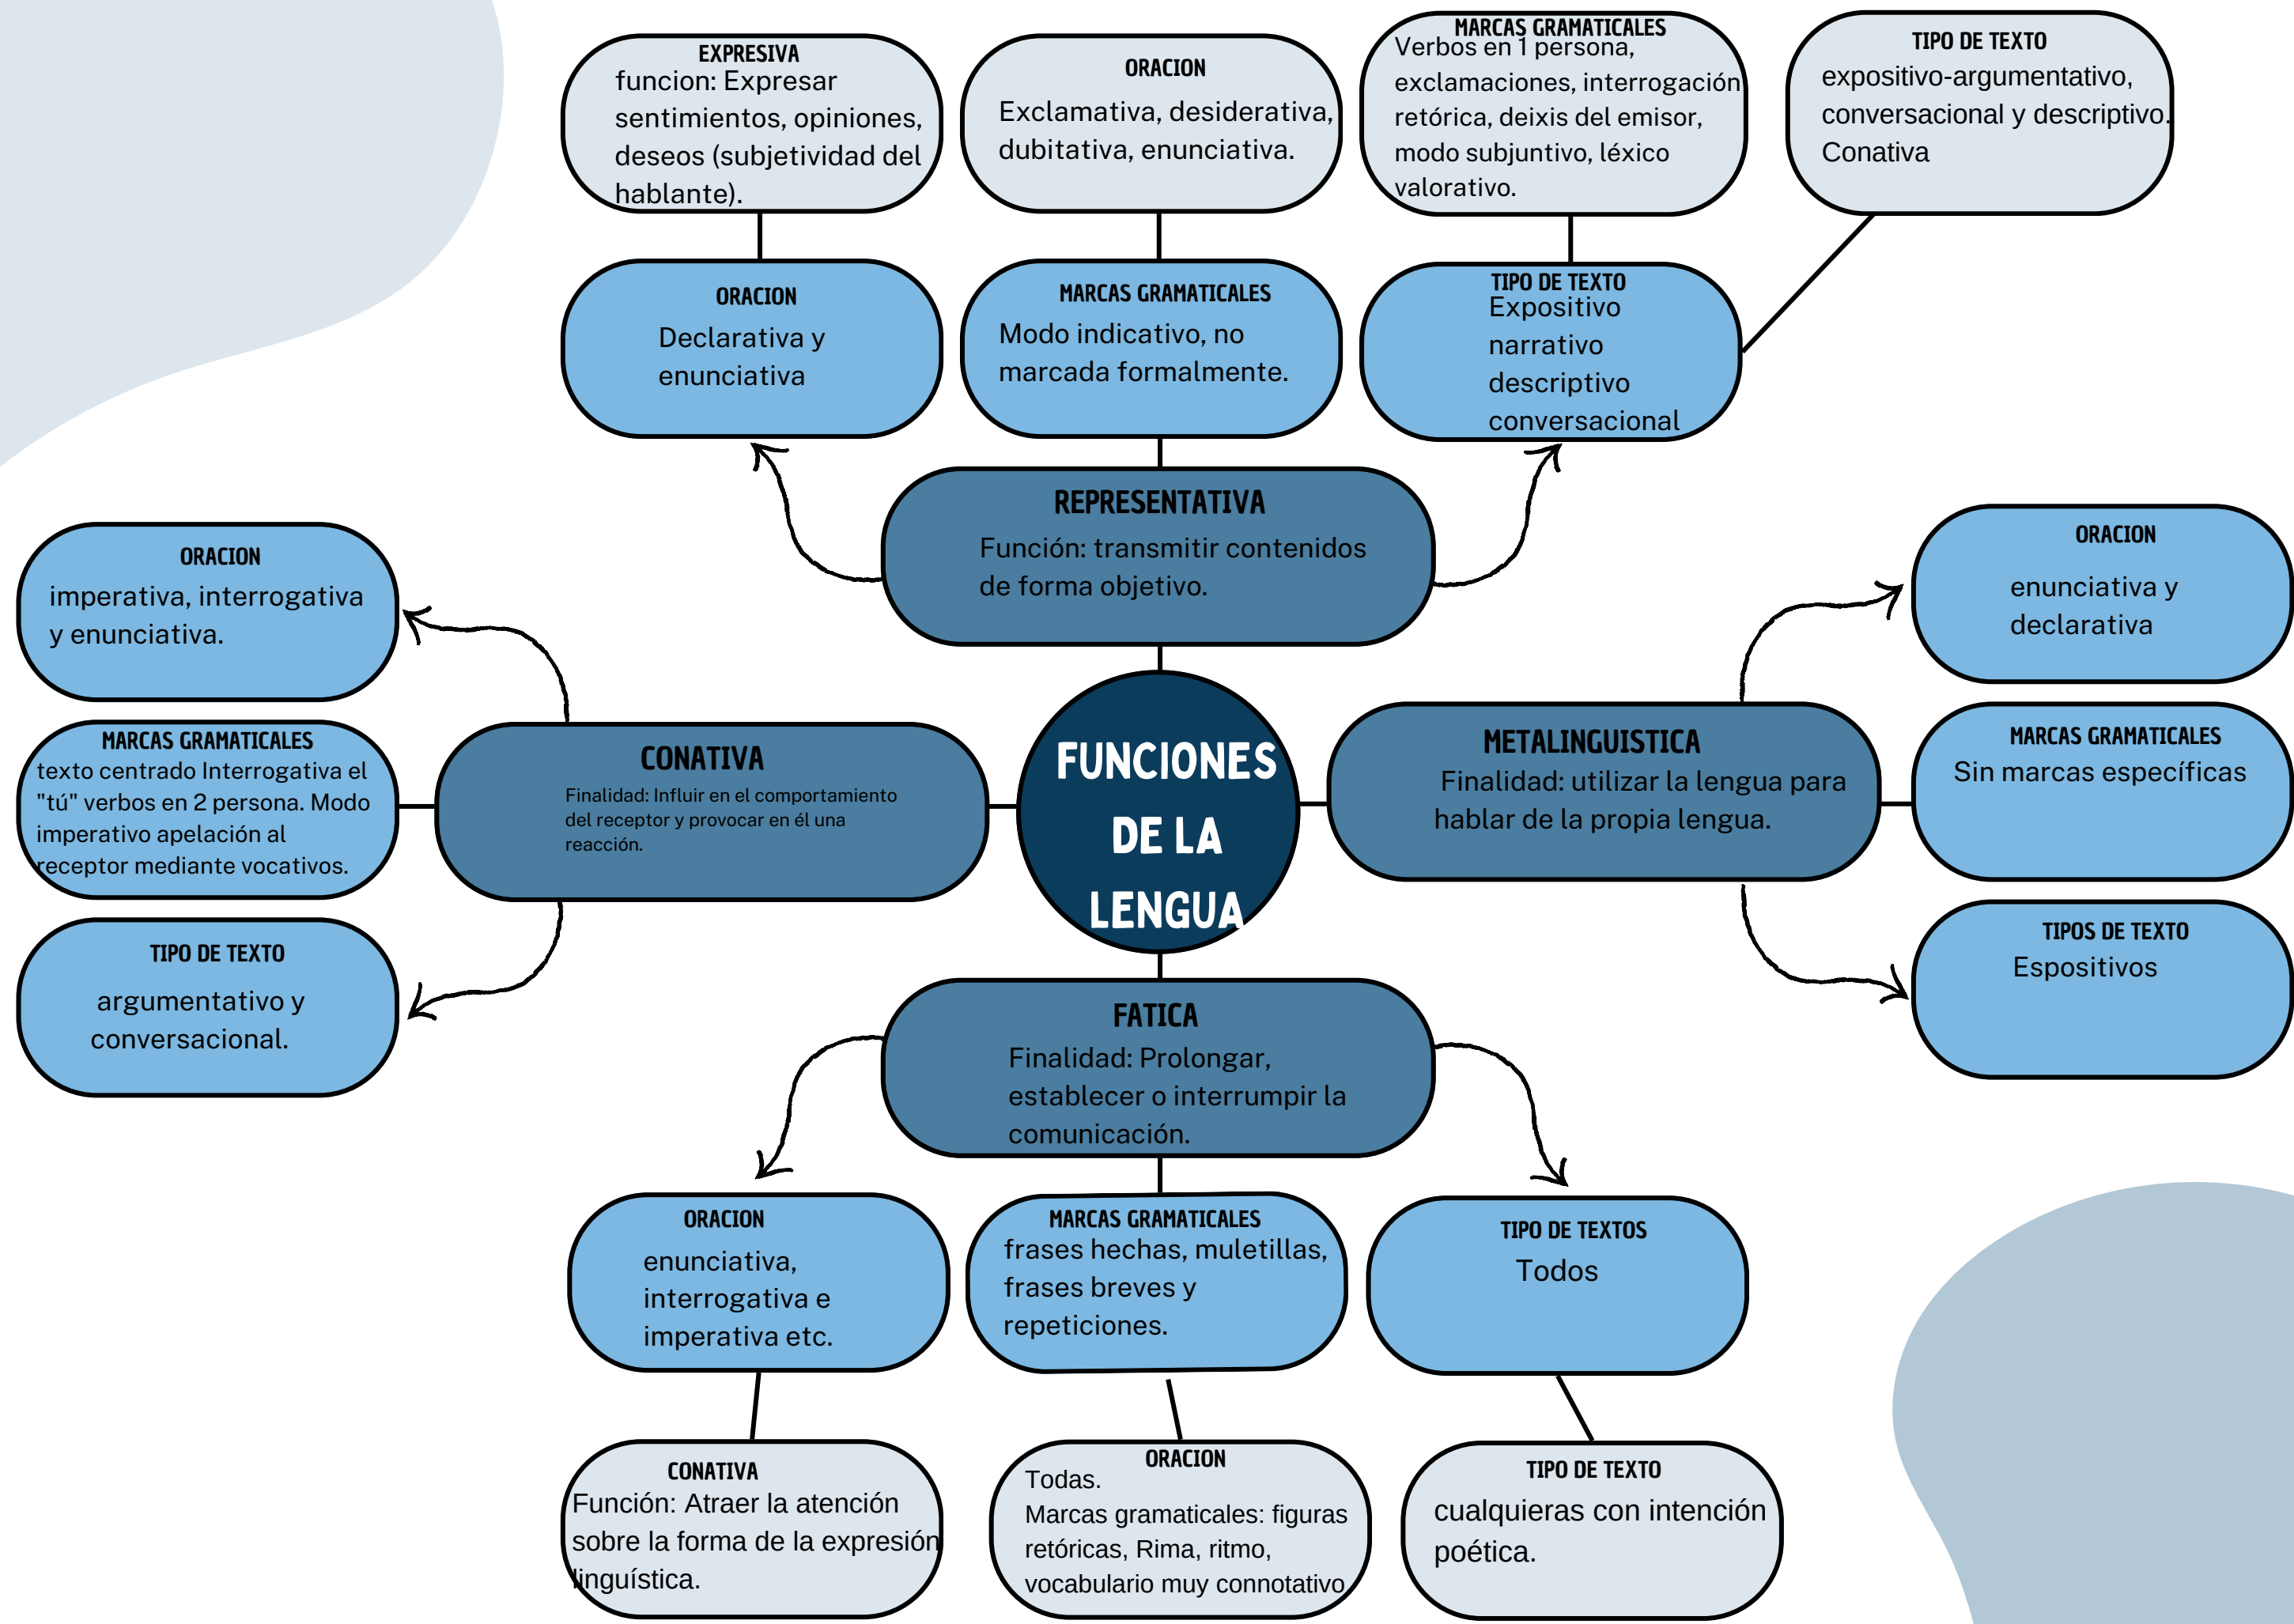 EXPRESIVA
funcion: Expresar
sentimientos, opiniones,
deseos (subjetividad del
hablante).
ORACION
Exclamativa, desiderativa,
dubitativa, enunciativa.
MARCAS GRAMATICALES
Verbos en 1 persona,
exclamaciones, interrogación
retórica, deixis del emisor,
modo subjuntivo, léxico
valorativo.
TIPO DE TEXTO
expositivo-argumentativo,
conversacional y descriptivo.
Conativa
ORACION
Declarativa y
enunciativa
MARCAS GRAMATICALES
Modo indicativo, no
marcada formalmente.
TIPO DE TEXTO
Expositivo
narrativo
descriptivo
conversacional
REPRESENTATIVA
Función: transmitir contenidos
de forma objetivo.
ORACION
imperativa, interrogativa
y enunciativa.
MARCAS GRAMATICALES
texto centrado Interrogativa el
"tú" verbos en 2 persona. Modo
imperativo apelación al
receptor mediante vocativos.
TIPO DE TEXTO
argumentativo y
conversacional.
CONATIVA
Finalidad: Influir en el comportamiento
del receptor y provocar en él una
reacción.
FUNCIONES
DE LA
LENGUA
METALINGUISTICA
Finalidad: utilizar la lengua para
hablar de la propia lengua.
ORACION
enunciativa y
declarativa
MARCAS GRAMATICALES
Sin marcas específicas
TIPOS DE TEXTO
Espositivos
FATICA
Finalidad: Prolongar,
establecer o interrumpir la
comunicación.
ORACION
enunciativa,
interrogativa e
imperativa etc.
MARCAS GRAMATICALES
frases hechas, muletillas,
frases breves y
repeticiones.
TIPO DE TEXTOS
Todos
CONATIVA
Función: Atraer la atención
sobre la forma de la expresión
linguística.
ORACION
Todas.
Marcas gramaticales: figuras
retóricas, Rima, ritmo,
vocabulario muy connotativo
TIPO DE TEXTO
cualquieras con intención
poética.